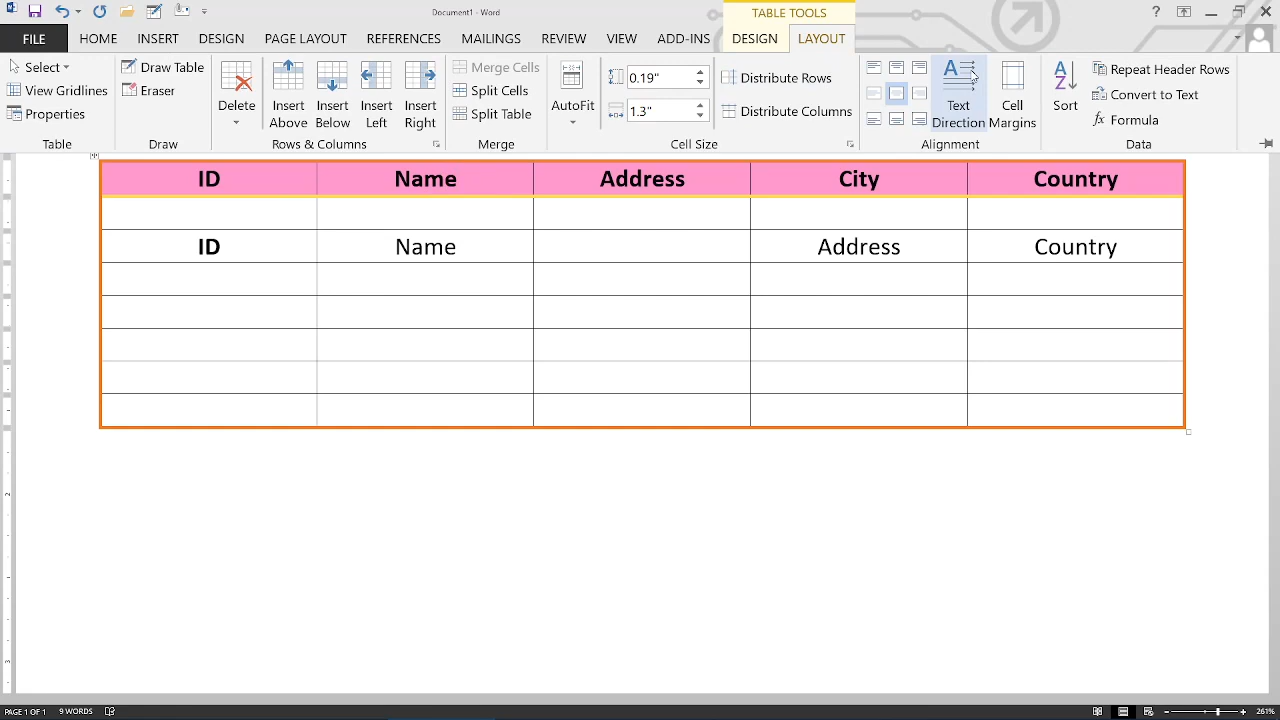 Document1 - Word
TABLE TOOLS
?
FILE HOME INSERT DESIGN PAGE LAYOUT REFERENCES MAILINGS REVIEW VIEW ADD-INS DESIGN LAYOUT
Select
View Gridlines
Properties
Table
Draw Table
Eraser
Draw
Delete
Insert Above
Insert Below
Insert Left
Insert Right
Rows & Columns
Merge Cells
Split Cells
Split Table
Merge
AutoFit
0.19"
1.3"
Distribute Rows
Distribute Columns
Cell Size
Text Direction
Cell Margins
Alignment
A
Z
Sort
Repeat Header Rows
Convert to Text
fx Formula
Data
ID Name Address City Country
ID Name Address Country
2
3
PAGE 1 OF 1 9 WORDS 261%